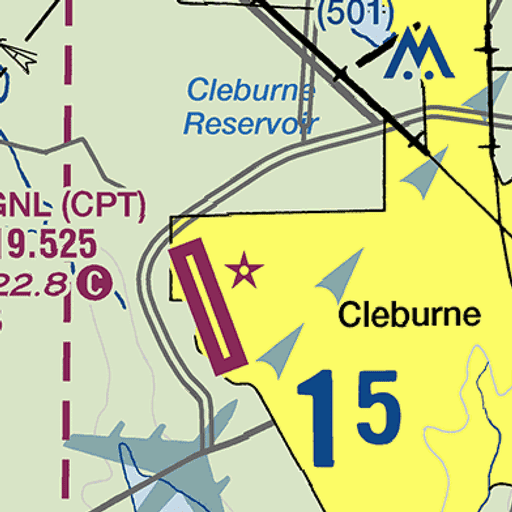 (501)
Cleburne
Reservoir
GNL (CPT)
19.525
22.8 C
Cleburne
15